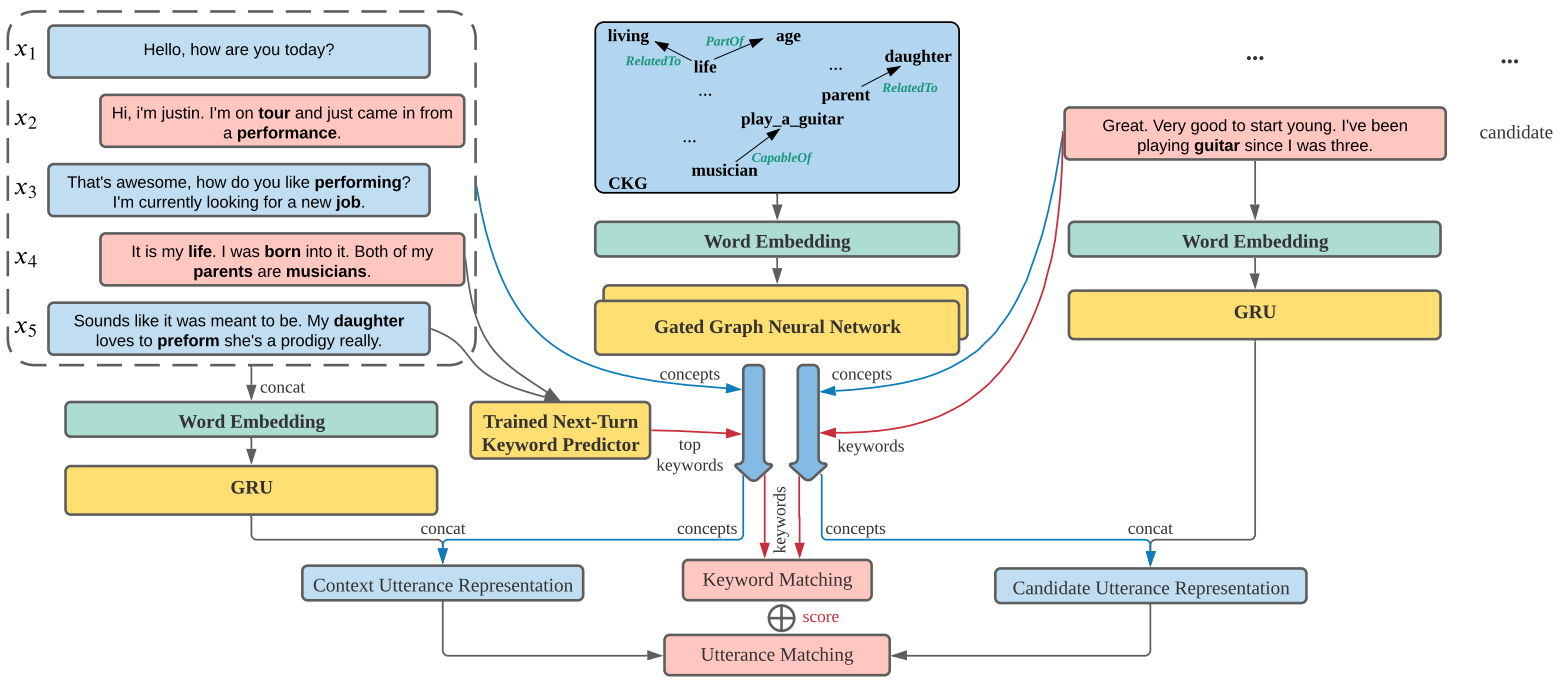 x1
Hello, how are you today?
x2
Hi, i'm justin. I'm on tour and just came in from
a performance.
x3
That's awesome, how do you like performing?
I'm currently looking for a new job.
x4
It is my life. I was born into it. Both of my
parents are musicians.
x5
Sounds like it was meant to be. My daughter
loves to preform she's a prodigy really.
concat
Word Embedding
GRU
Trained Next-Turn
Keyword Predictor
top
keywords
living
PartOf
age
RelatedTo
life
...
daughter
...
parent
RelatedTo
play_a_guitar
...
CapableOf
musician
CKG
Word Embedding
Gated Graph Neural Network
concepts
concepts
keywords
...
...
Great. Very good to start young. I've been
playing guitar since I was three.
candidate
Word Embedding
GRU
concat
concepts
keywords
concepts
concat
Context Utterance Representation
Keyword Matching
Candidate Utterance Representation
score
Utterance Matching